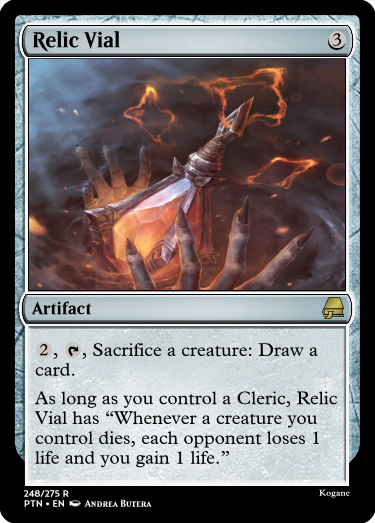 Relic Vial 3
Artifact
2, , Sacrifice a creature: Draw a
card.
As long as you control a Cleric, Relic
Vial has “Whenever a creature you
control dies, each opponent loses 1
life and you gain 1 life.”
248/275 R Kogane
PTN • EN Andrea Butera